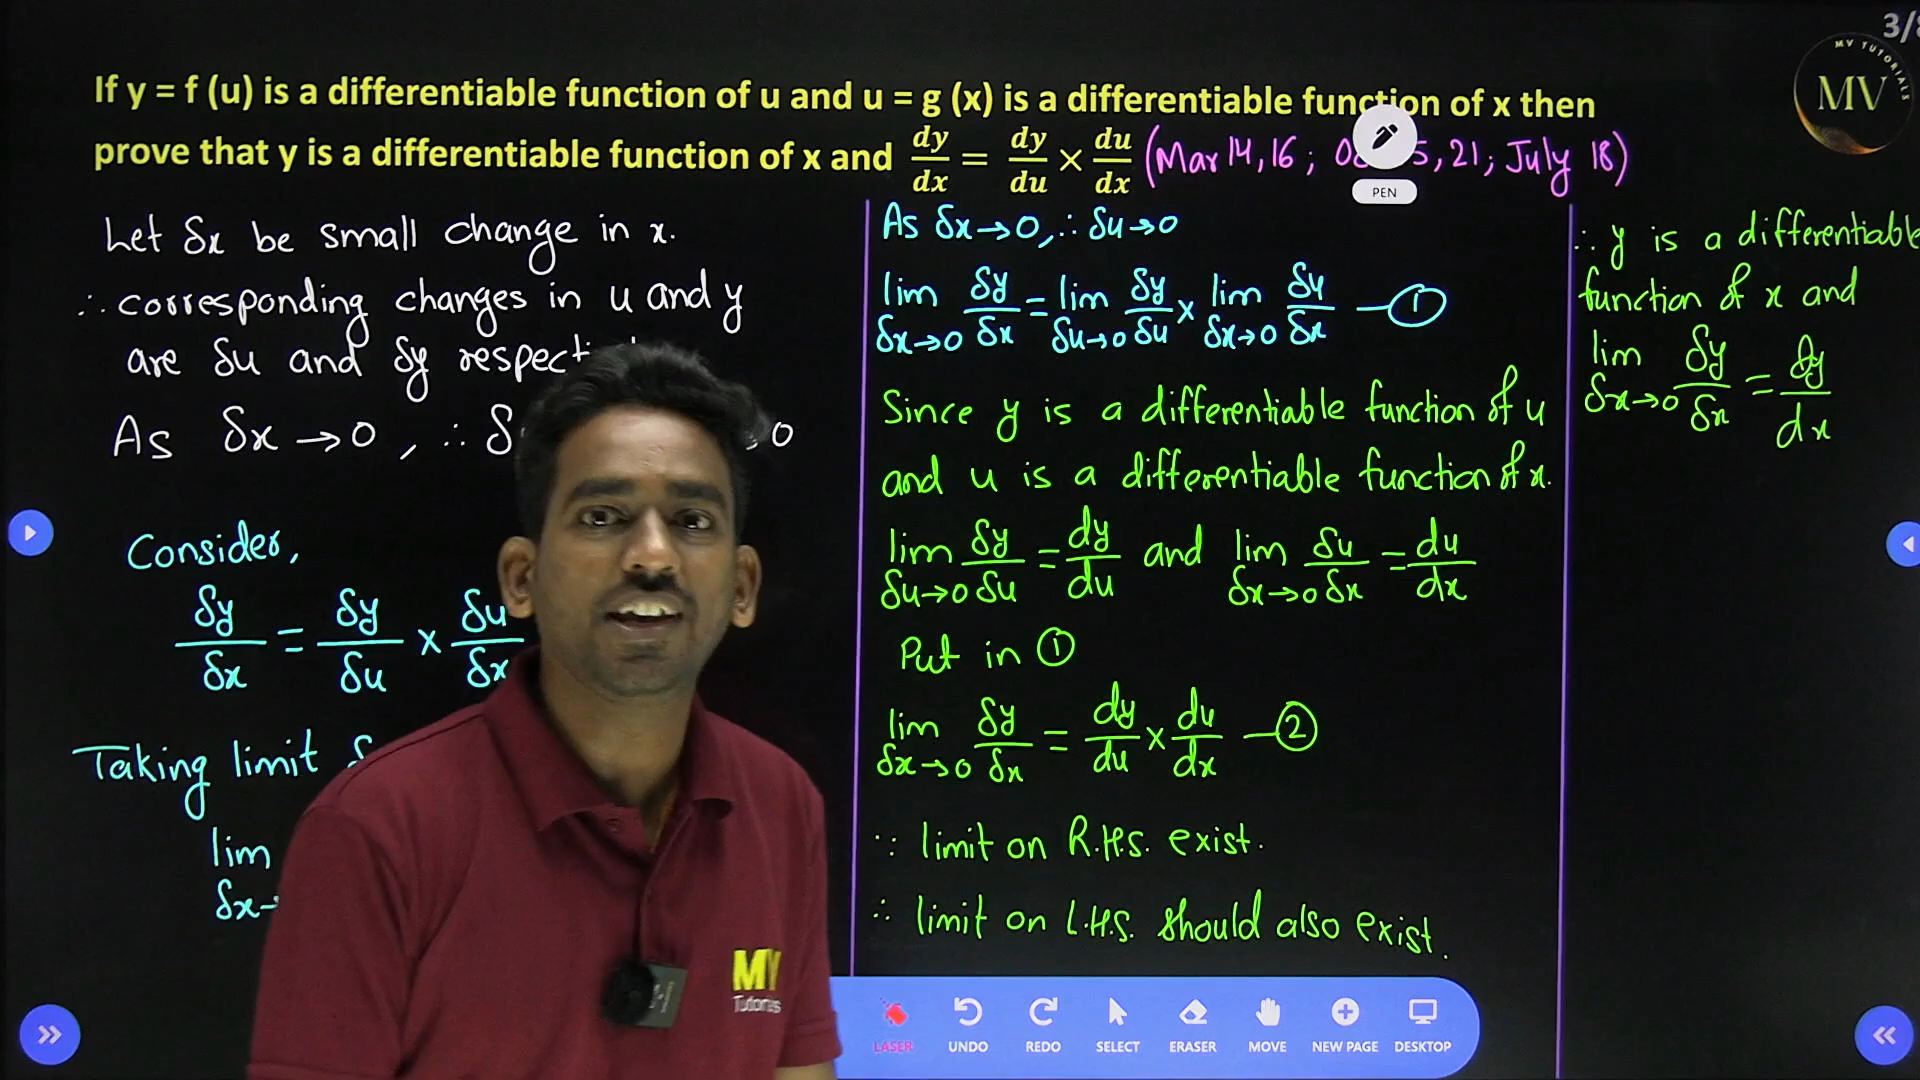 3/8
MV TUTORIALS
MV
If y = f (u) is a differentiable function of u and u = g (x) is a differentiable function of x then
prove that y is a differentiable function of x and dy/dx = dy/du × du/dx (Mar 14, 16 ; 5, 21 ; July 18)
PEN
Let δx be small change in x.
∴ corresponding changes in u and y
are δu and δy
As δx → 0 , ∴ δ 0
Consider,
δy/δx = δy/δu × δu/δx
Taking limit
lim
δx→
As δx→0, ∴ δu→0
lim δx→0 δy/δx = lim δu→0 δy/δu × lim δx→0 δu/δx — ①
Since y is a differentiable function of u
and u is a differentiable function of x.
lim δu→0 δy/δu = dy/du and lim δx→0 δu/δx = du/dx
Put in ①
lim δx→0 δy/δx = dy/du × du/dx — ②
∵ limit on R.H.S. exist.
∴ limit on L.H.S. should also exist.
∴ y is a differentiable
function of x and
lim δx→0 δy/δx = dy/dx
MV
Tutorials
LASER UNDO REDO SELECT ERASER MOVE NEW PAGE DESKTOP